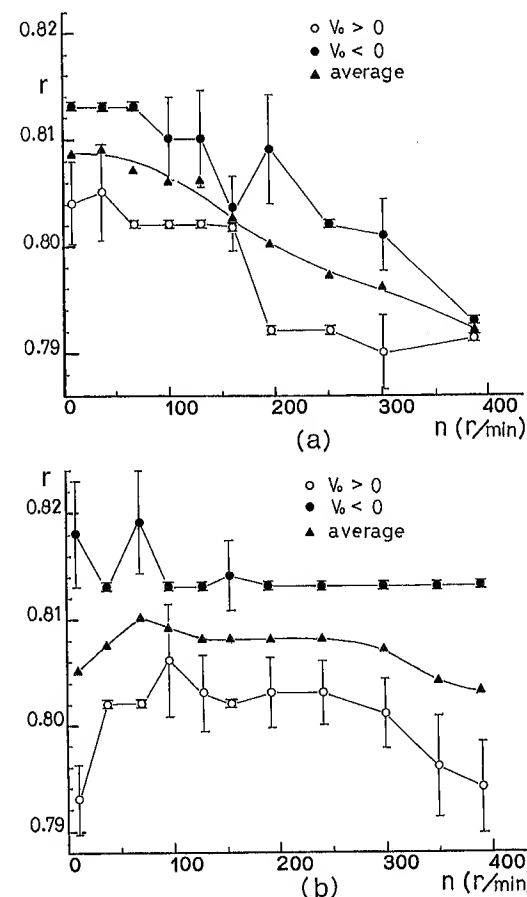 0.82
r
○ V₀ > 0
● V₀ < 0
▲ average
0.81
0.80
0.79
0 100 200 300 400
(a) n (r/min)
r
○ V₀ > 0
● V₀ < 0
▲ average
0.82
0.81
0.80
0.79
0 100 200 300 400
(b) n (r/min)